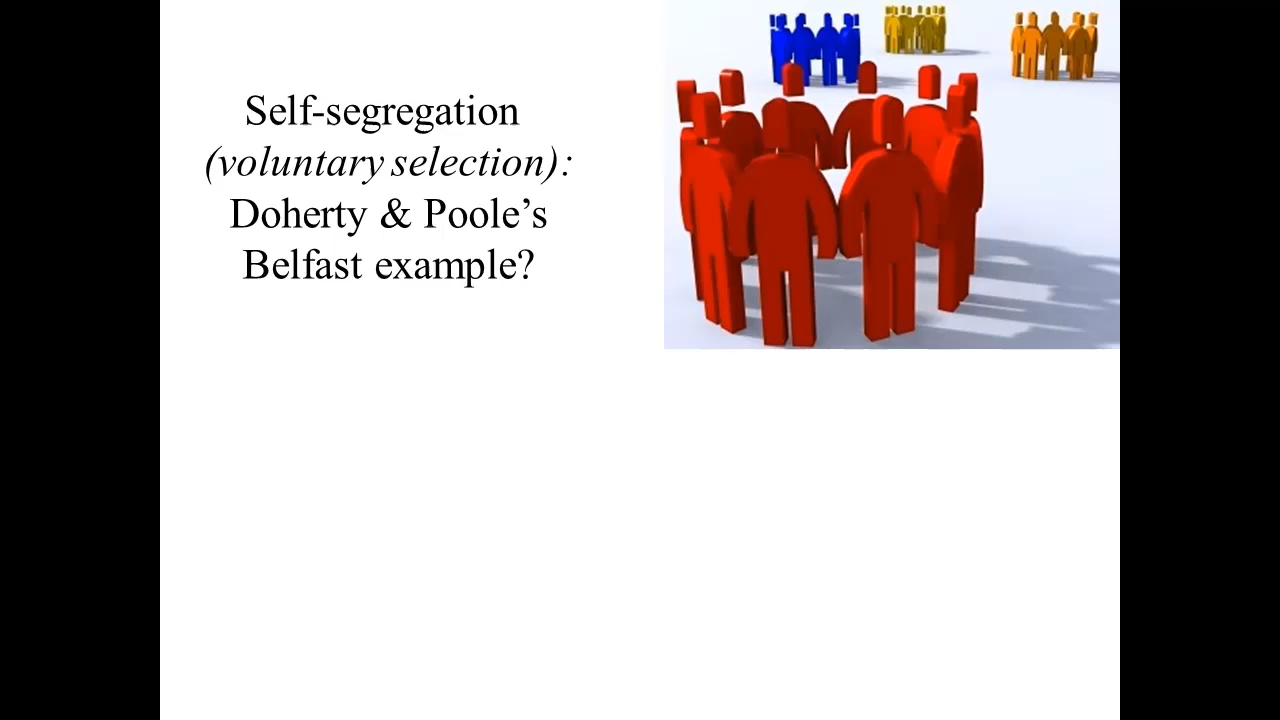 Self-segregation
(voluntary selection):
Doherty & Poole’s
Belfast example?